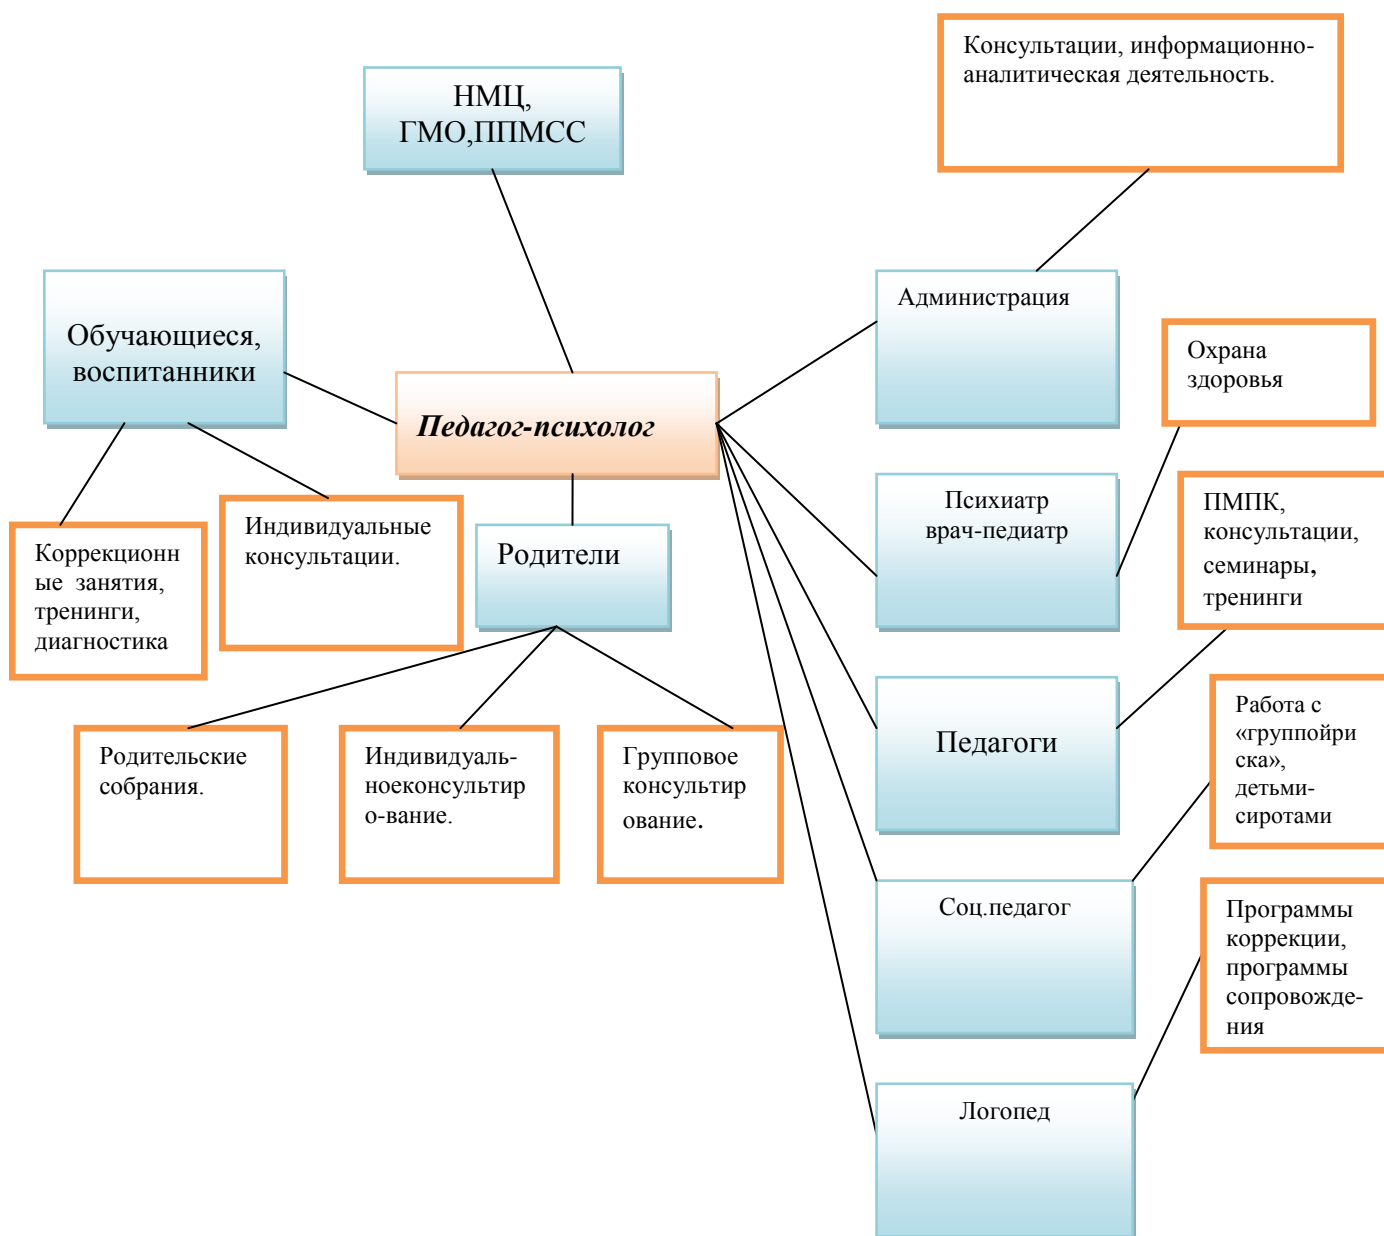 Консультации, информационно-
аналитическая деятельность.
НМЦ,
ГМО,ППМСС
Обучающиеся,
воспитанники
Администрация
Охрана
здоровья
Педагог-психолог
Психиатр
врач-педиатр
ПМПК,
консультации,
семинары,
тренинги
Коррекционн
ые занятия,
тренинги,
диагностика
Индивидуальные
консультации.
Родители
Педагоги
Работа с
«группойри
ска»,
детьми-
сиротами
Родительские
собрания.
Индивидуаль-
ноеконсультир
о-вание.
Групповое
консультир
ование.
Соц.педагог
Программы
коррекции,
программы
сопровожде-
ния
Логопед